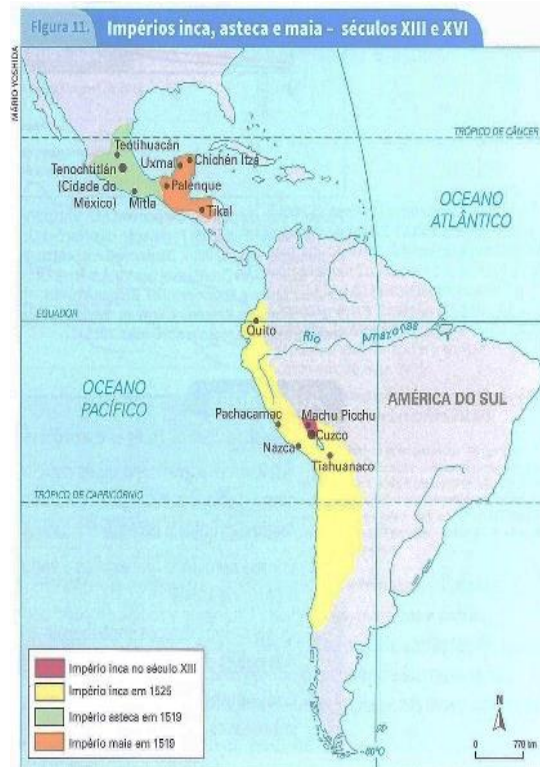 Figura 11.
Impérios inca, asteca e maia - séculos XIII e XVI
MÁRIO YOSHIDA
TRÓPICO DE CÂNCER
Teotihuacán
Tenochtitlán
(Cidade do
México)
Uxmal
Chichén Itzá
Palenque
Mitla
Tikal
OCEANO
ATLÂNTICO
EQUADOR
Quito
Rio Amazonas
OCEANO
PACÍFICO
AMÉRICA DO SUL
Pachacamac
Machu Picchu
Cuzco
Nazca
Tiahuanaco
TRÓPICO DE CAPRICÓRNIO
Império inca no século XIII
Império inca em 1525
Império asteca em 1519
Império maia em 1519
N
0 770 km